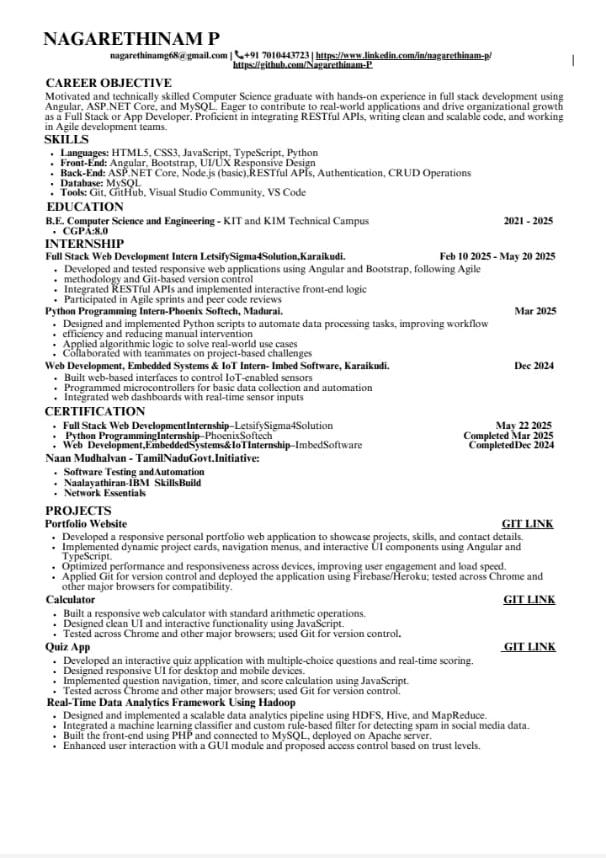 NAGARETHINAM P
nagarethinamg68@gmail.com | 📞+91 7010443723 | https://www.linkedin.com/in/nagarethinam-p/
https://github.com/Nagarethinam-P
CAREER OBJECTIVE
Motivated and technically skilled Computer Science graduate with hands-on experience in full stack development using
Angular, ASP.NET Core, and MySQL. Eager to contribute to real-world applications and drive organizational growth
as a Full Stack or App Developer. Proficient in integrating RESTful APIs, writing clean and scalable code, and working
in Agile development teams.
SKILLS
• Languages: HTML5, CSS3, JavaScript, TypeScript, Python
• Front-End: Angular, Bootstrap, UI/UX Responsive Design
• Back-End: ASP.NET Core, Node.js (basic),RESTful APIs, Authentication, CRUD Operations
• Database: MySQL
• Tools: Git, GitHub, Visual Studio Community, VS Code
EDUCATION
B.E. Computer Science and Engineering - KIT and KIM Technical Campus 2021 - 2025
• CGPA:8.0
INTERNSHIP
Full Stack Web Development Intern LetsifySigma4Solution,Karaikudi. Feb 10 2025 - May 20 2025
• Developed and tested responsive web applications using Angular and Bootstrap, following Agile
• methodology and Git-based version control
• Integrated RESTful APIs and implemented interactive front-end logic
• Participated in Agile sprints and peer code reviews
Python Programming Intern-Phoenix Softech, Madurai. Mar 2025
• Designed and implemented Python scripts to automate data processing tasks, improving workflow
• efficiency and reducing manual intervention
• Applied algorithmic logic to solve real-world use cases
• Collaborated with teammates on project-based challenges
Web Development, Embedded Systems & IoT Intern- Imbed Software, Karaikudi. Dec 2024
• Built web-based interfaces to control IoT-enabled sensors
• Programmed microcontrollers for basic data collection and automation
• Integrated web dashboards with real-time sensor inputs
CERTIFICATION
• Full Stack Web DevelopmentInternship–LetsifySigma4Solution May 22 2025
• Python ProgrammingInternship–PhoenixSoftech Completed Mar 2025
• Web Development,EmbeddedSystems&IoTInternship–ImbedSoftware CompletedDec 2024
Naan Mudhalvan - TamilNaduGovt.Initiative:
• Software Testing andAutomation
• Naalayathiran-IBM SkillsBuild
• Network Essentials
PROJECTS
Portfolio Website GIT LINK
• Developed a responsive personal portfolio web application to showcase projects, skills, and contact details.
• Implemented dynamic project cards, navigation menus, and interactive UI components using Angular and
TypeScript.
• Optimized performance and responsiveness across devices, improving user engagement and load speed.
• Applied Git for version control and deployed the application using Firebase/Heroku; tested across Chrome and
other major browsers for compatibility.
Calculator GIT LINK
• Built a responsive web calculator with standard arithmetic operations.
• Designed clean UI and interactive functionality using JavaScript.
• Tested across Chrome and other major browsers; used Git for version control.
Quiz App GIT LINK
• Developed an interactive quiz application with multiple-choice questions and real-time scoring.
• Designed responsive UI for desktop and mobile devices.
• Implemented question navigation, timer, and score calculation using JavaScript.
• Tested across Chrome and other major browsers; used Git for version control.
Real-Time Data Analytics Framework Using Hadoop
• Designed and implemented a scalable data analytics pipeline using HDFS, Hive, and MapReduce.
• Integrated a machine learning classifier and custom rule-based filter for detecting spam in social media data.
• Built the front-end using PHP and connected to MySQL, deployed on Apache server.
• Enhanced user interaction with a GUI module and proposed access control based on trust levels.